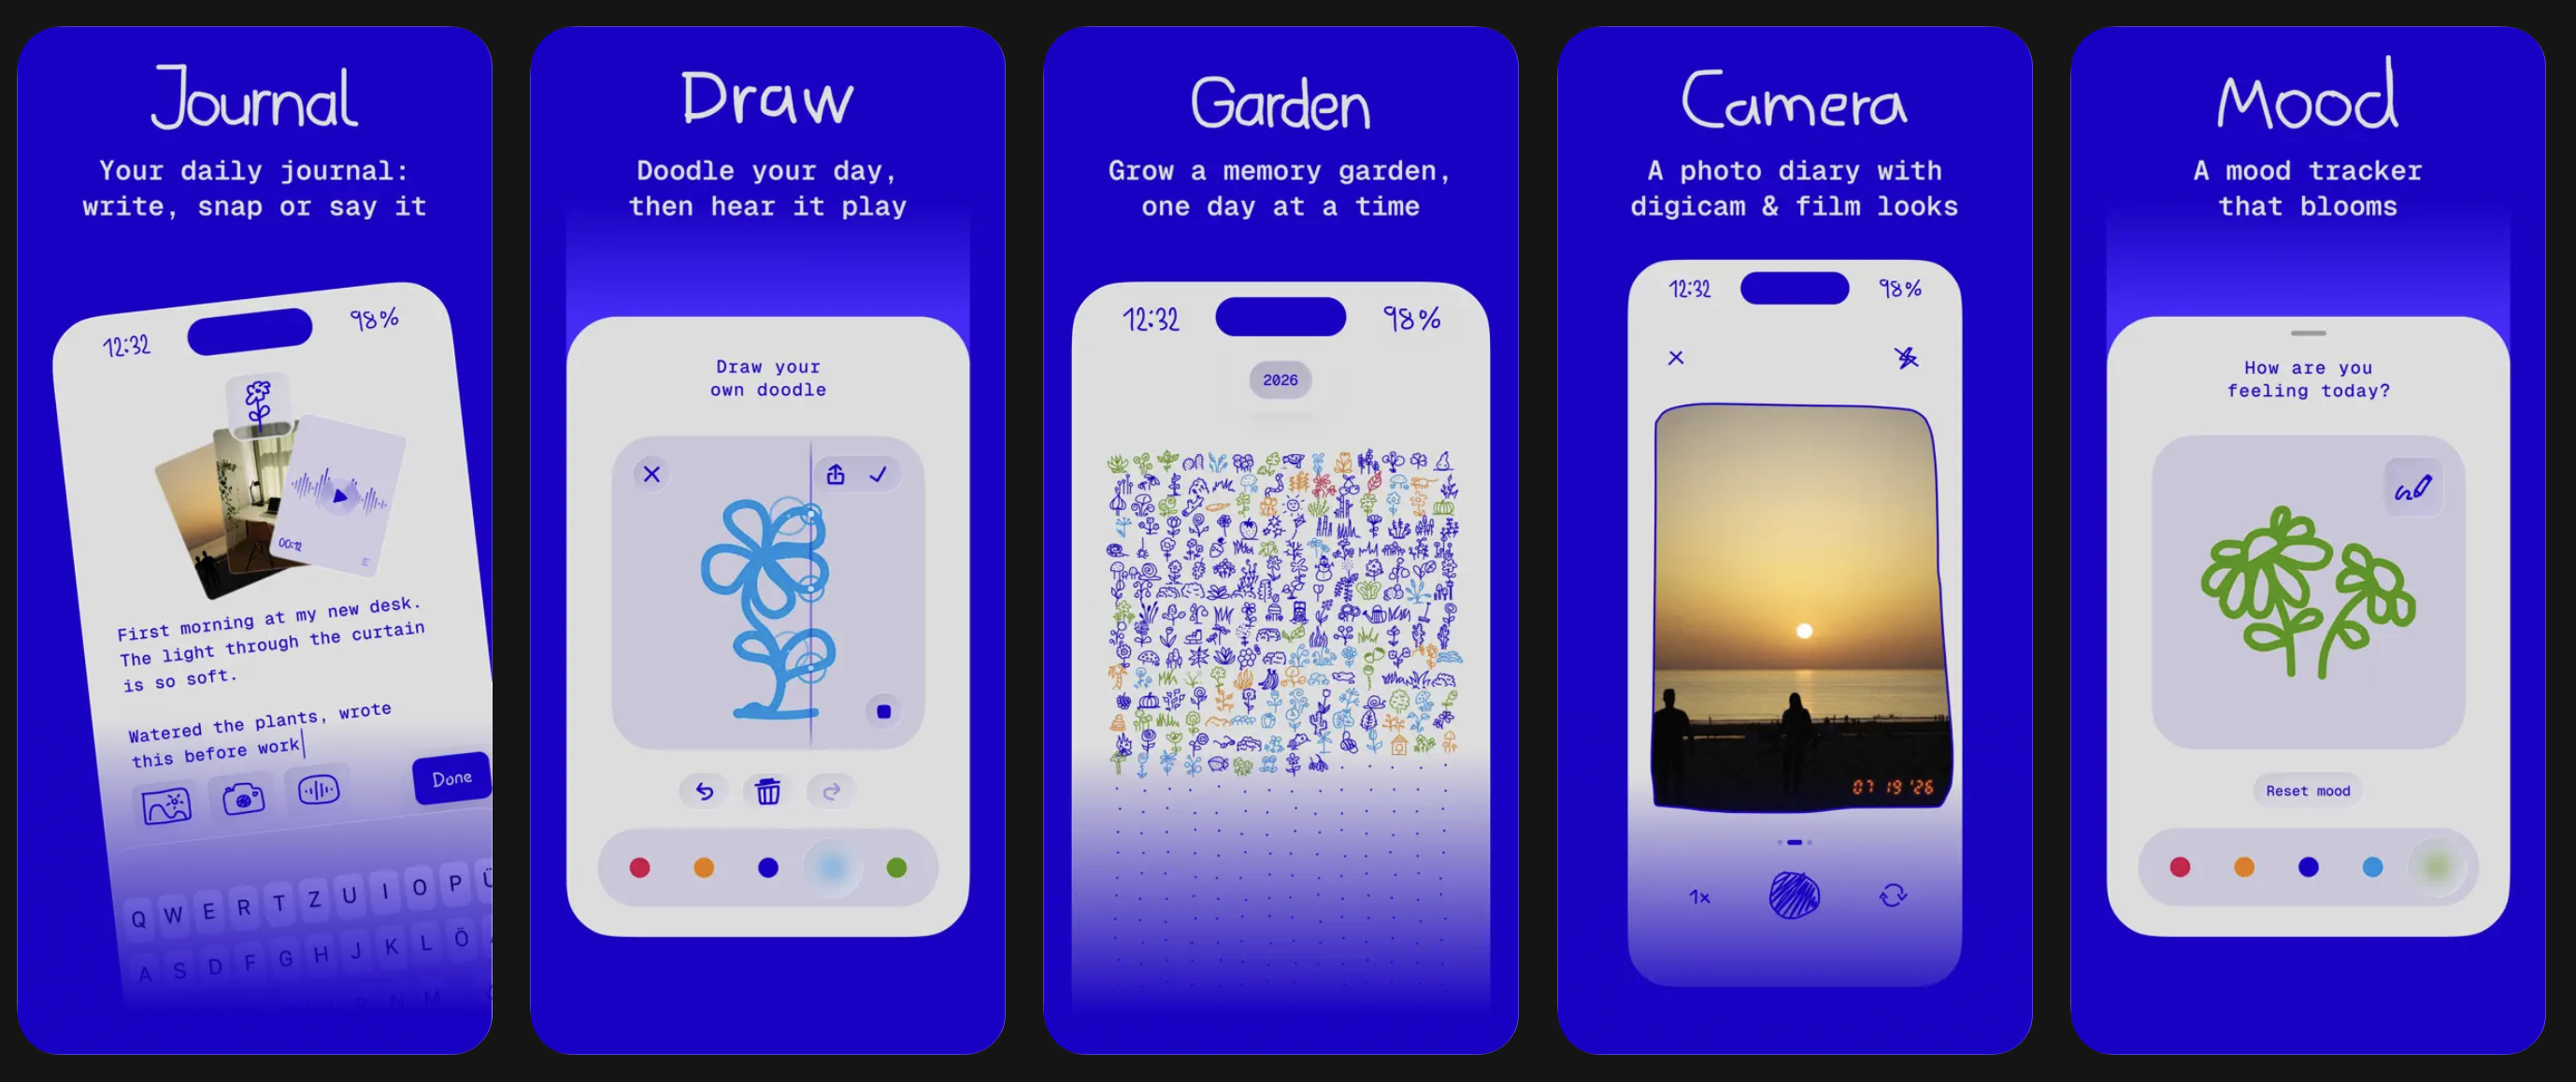 Journal
Your daily journal:
write, snap or say it
12:32
98%
00:12
First morning at my new desk.
The light through the curtain
is so soft.
Watered the plants, wrote
this before work
Done
Q W E R T Z U I O P Ü
A S D F G H J K L Ö
B N M
Draw
Doodle your day,
then hear it play
Draw your
own doodle
Garden
Grow a memory garden,
one day at a time
12:32
98%
2026
Camera
A photo diary with
digicam & film looks
12:32
98%
07 19 '26
1x
Mood
A mood tracker
that blooms
How are you
feeling today?
Reset mood